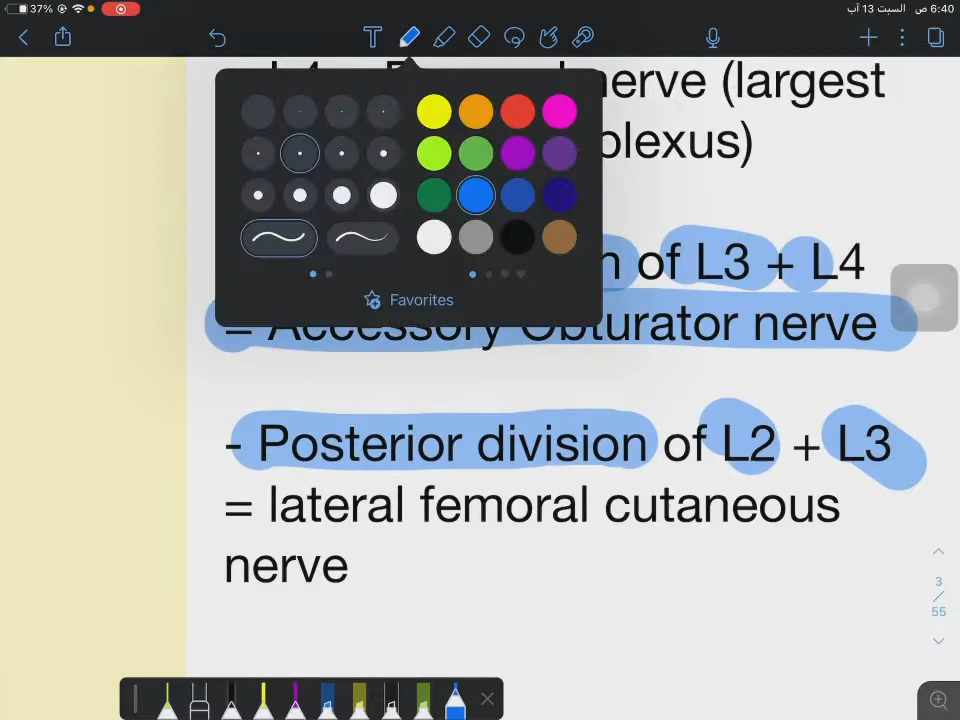 37%
السبت 13 آب 6:40 ص
nerve (largest
plexus)
of L3 + L4
= Accessory Obturator nerve
Favorites
- Posterior division of L2 + L3
= lateral femoral cutaneous
nerve
3
/
55